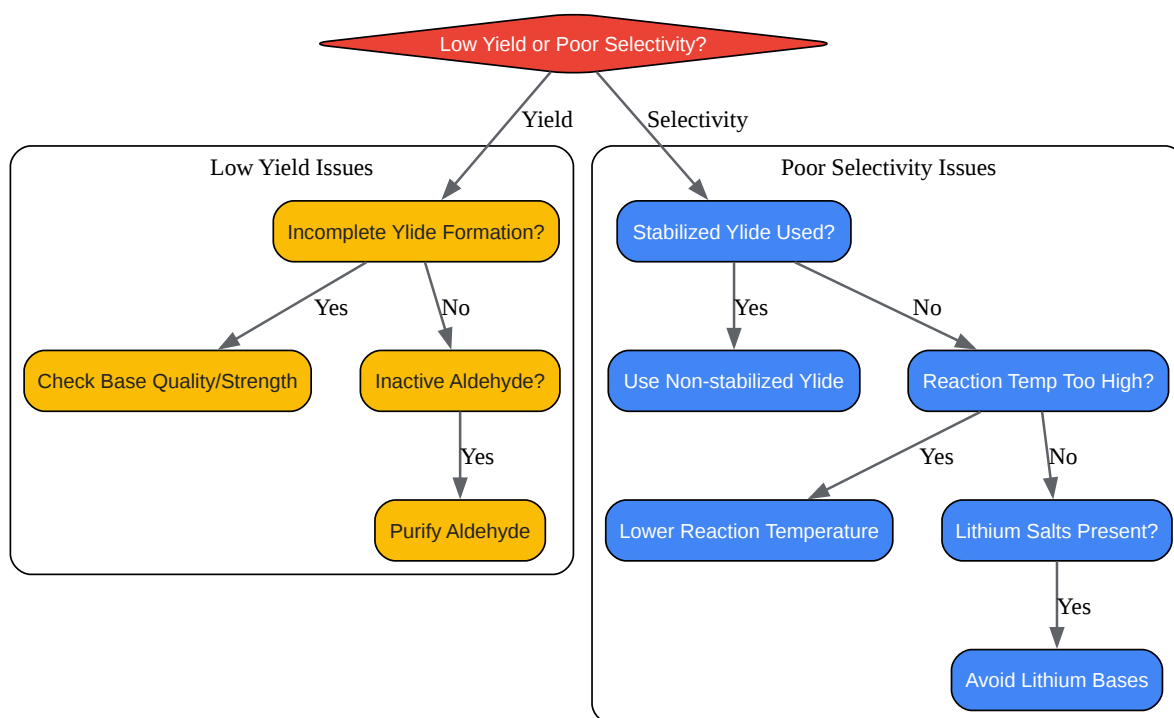 Low Yield or Poor Selectivity?
Yield
Selectivity
Low Yield Issues
Poor Selectivity Issues
Incomplete Ylide Formation?
Stabilized Ylide Used?
Yes
No
Yes
No
Check Base Quality/Strength
Inactive Aldehyde?
Use Non-stabilized Ylide
Reaction Temp Too High?
Yes
Yes
No
Purify Aldehyde
Lower Reaction Temperature
Lithium Salts Present?
Yes
Avoid Lithium Bases